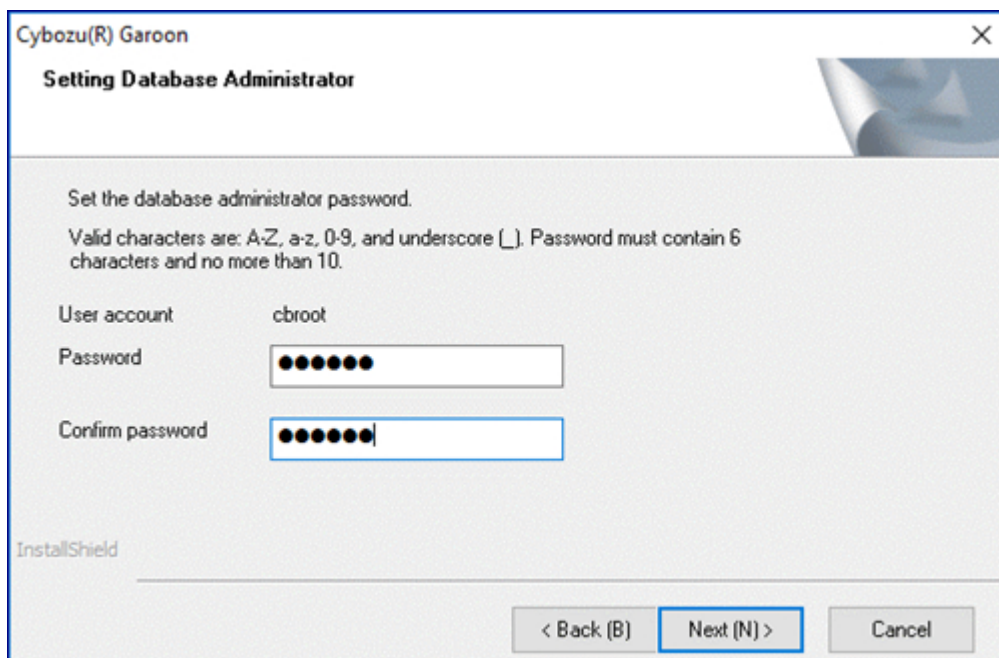 Cybozu(R) Garoon
Setting Database Administrator
Set the database administrator password.
Valid characters are: A-Z, a-z, 0-9, and underscore (_). Password must contain 6
characters and no more than 10.
User account cbroot
Password ●●●●●●
Confirm password ●●●●●●
InstallShield
< Back (B) Next (N) > Cancel